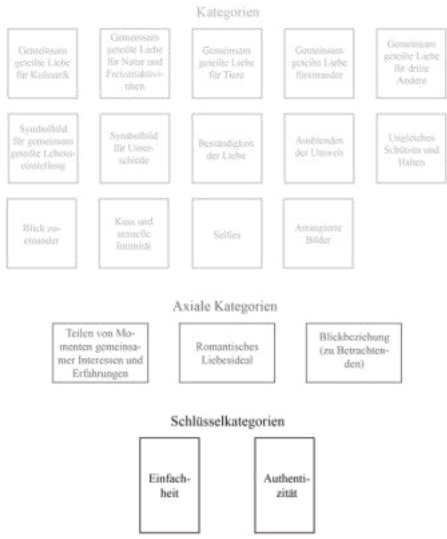 Kategorien
Gemeinsam
geteilte Liebe
für Kulinarik
Gemeinsam
geteilte Liebe
für Natur und
Freizeitaktivi-
täten
Gemeinsam
geteilte Liebe
für Tiere
Gemeinsam
geteilte Liebe
füreinander
Gemeinsam
geteilte Liebe
für dritte
Andere
Symbolbild
für gemeinsam
geteilte Lebens-
einstellung
Symbolbild
für Unter-
schiede
Beständigkeit
der Liebe
Ausblenden
der Umwelt
Ungleiches
Schützen und
Halten
Blick zu-
einander
Kuss und
sexuelle
Intimität
Selfies
Arrangierte
Bilder
Axiale Kategorien
Teilen von Mo-
menten gemeinsa-
mer Interessen und
Erfahrungen
Romantisches
Liebesideal
Blickbeziehung
(zu Betrachten-
den)
Schlüsselkategorien
Einfach-
heit
Authenti-
zität